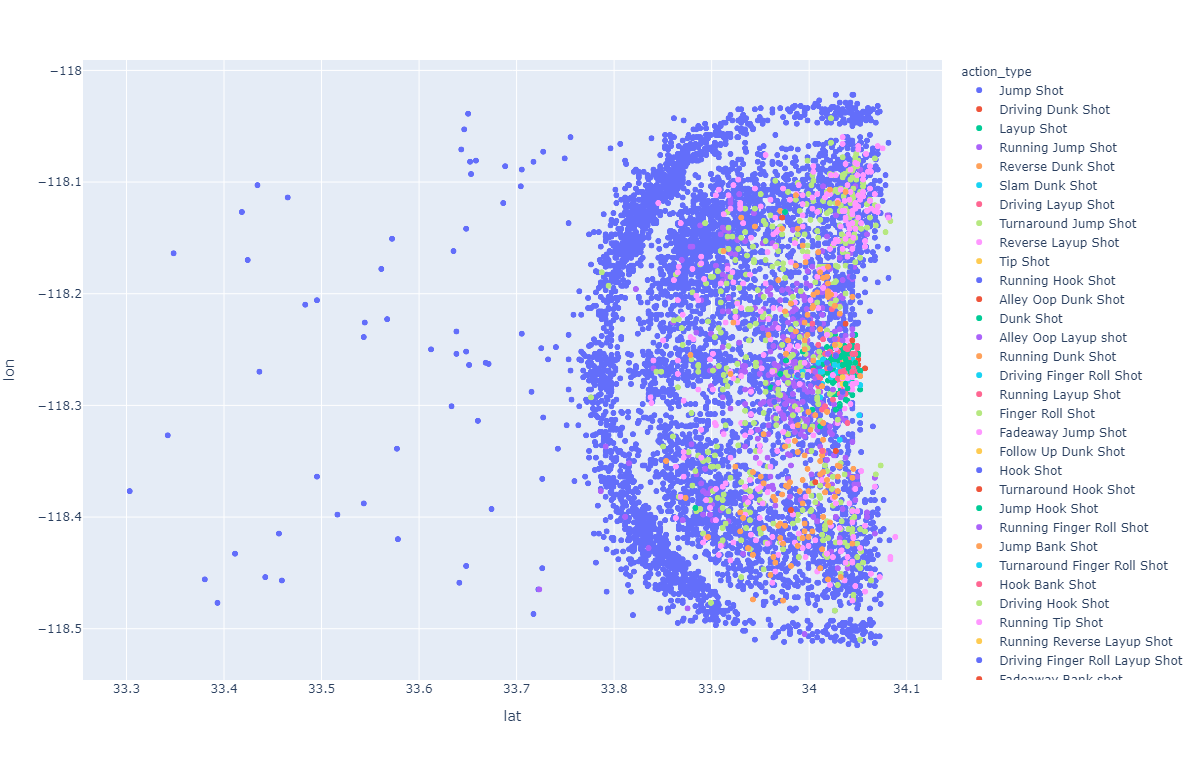 lon
−118
−118.1
−118.2
−118.3
−118.4
−118.5
33.3 33.4 33.5 33.6 33.7 33.8 33.9 34 34.1
lat
action_type
Jump Shot
Driving Dunk Shot
Layup Shot
Running Jump Shot
Reverse Dunk Shot
Slam Dunk Shot
Driving Layup Shot
Turnaround Jump Shot
Reverse Layup Shot
Tip Shot
Running Hook Shot
Alley Oop Dunk Shot
Dunk Shot
Alley Oop Layup shot
Running Dunk Shot
Driving Finger Roll Shot
Running Layup Shot
Finger Roll Shot
Fadeaway Jump Shot
Follow Up Dunk Shot
Hook Shot
Turnaround Hook Shot
Jump Hook Shot
Running Finger Roll Shot
Jump Bank Shot
Turnaround Finger Roll Shot
Hook Bank Shot
Driving Hook Shot
Running Tip Shot
Running Reverse Layup Shot
Driving Finger Roll Layup Shot
Fadeaway Bank shot